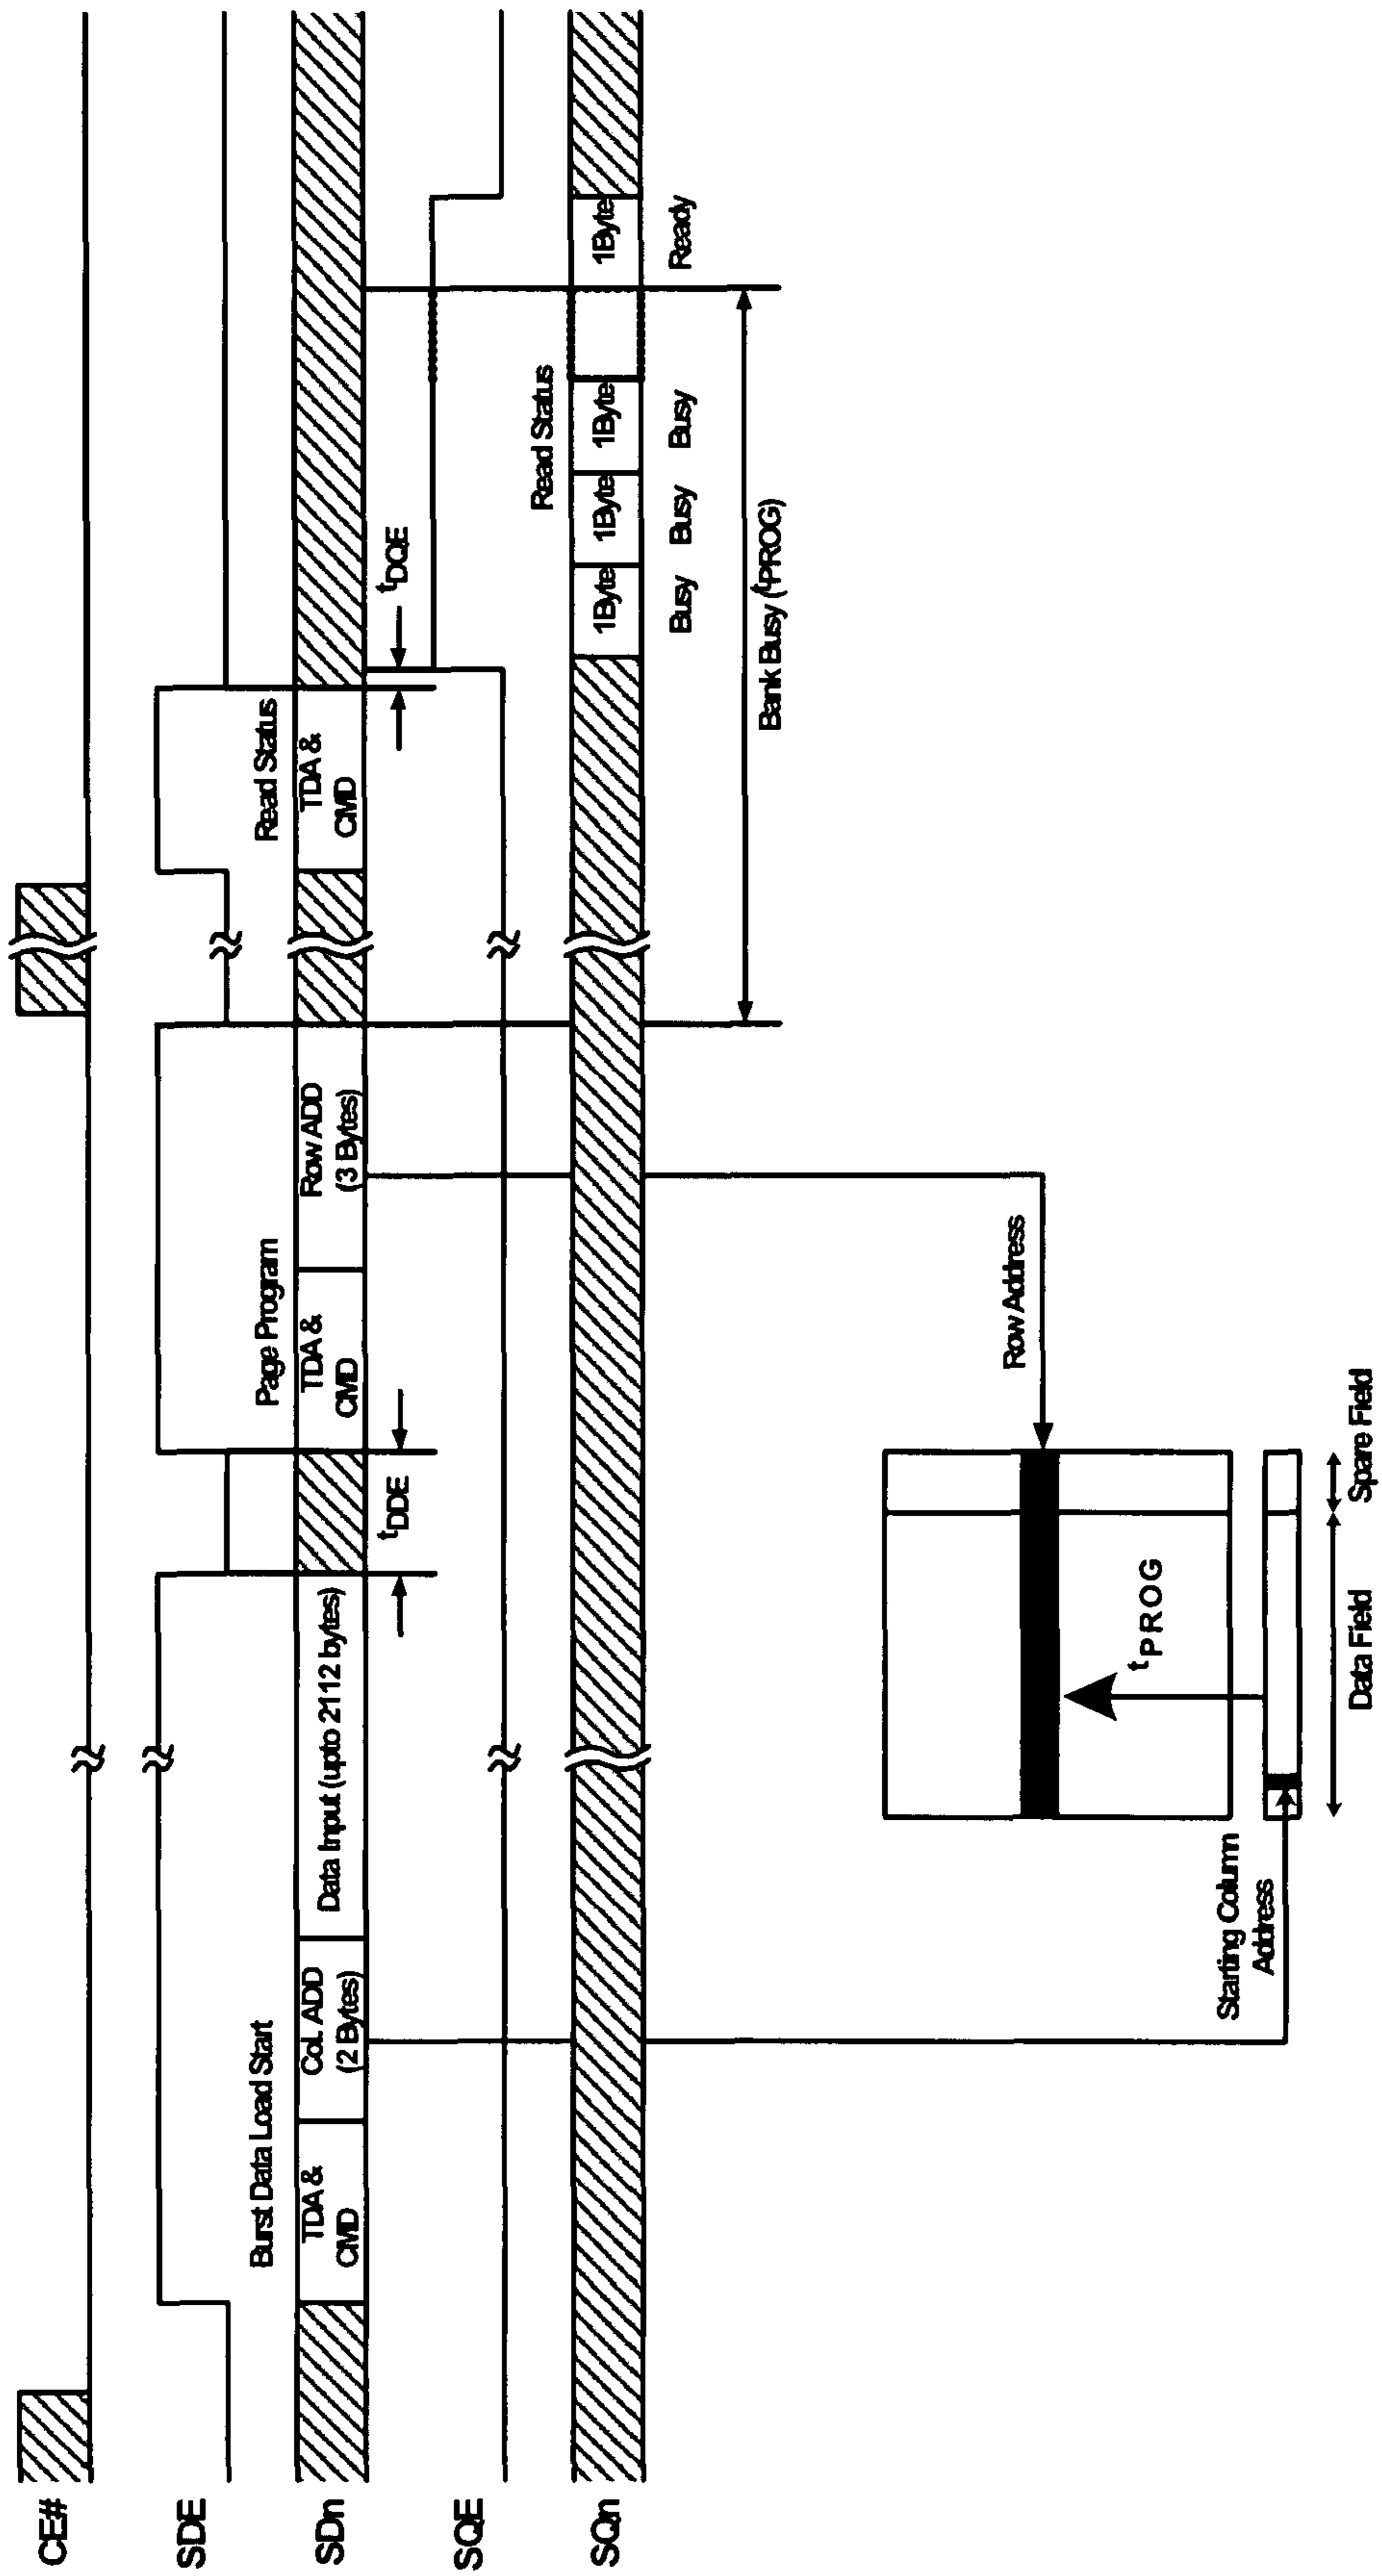 CE#
SDE
SDn
SQE
SQn
Burst Data Load Start
TDA &
CMD
Col. ADD
(2 Bytes)
Data Input (upto 2112 bytes)
tDDE
Page Program
TDA &
CMD
Row ADD
(3 Bytes)
Read Status
TDA &
CMD
tDQE
Read Status
1Byte
1Byte
1Byte
1Byte
Busy
Busy
Busy
Ready
Bank Busy (tPROG)
Row Address
tPROG
Starting Column
Address
Data Field
Spare Field